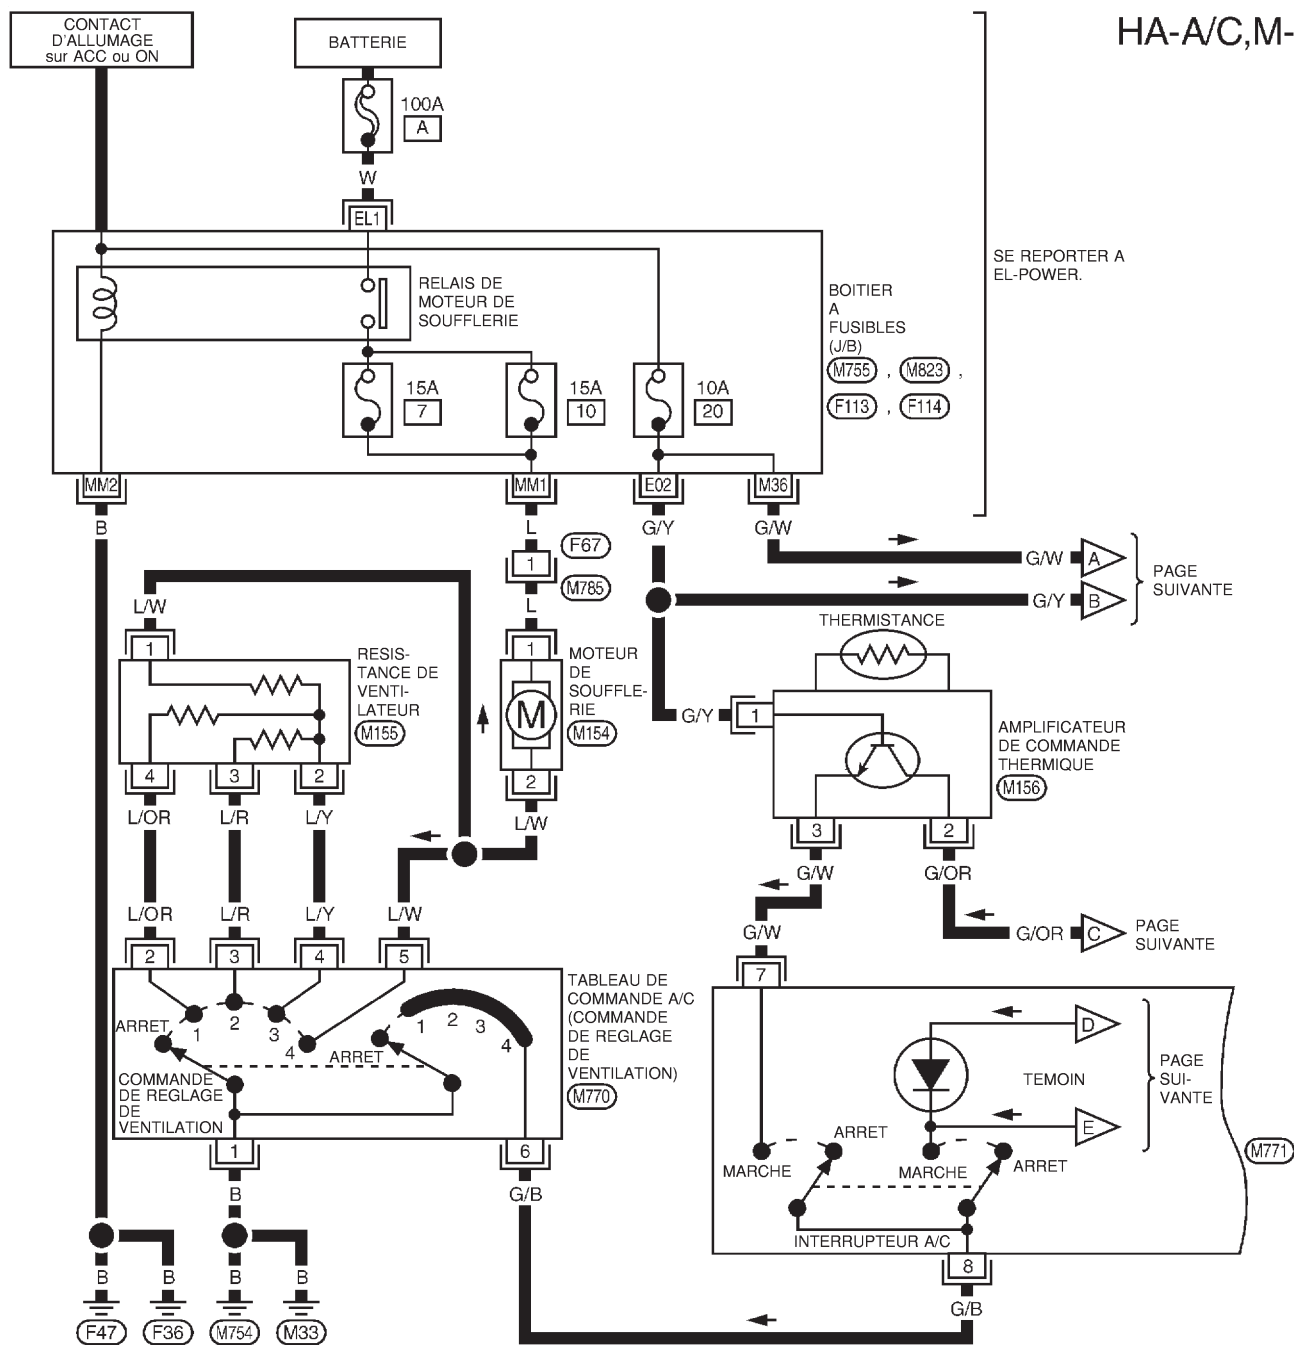 HA-A/C,M-
CONTACT
D'ALLUMAGE
sur ACC ou ON
BATTERIE
100A
A
W
EL1
SE REPORTER A
EL-POWER.
RELAIS DE
MOTEUR DE
SOUFFLERIE
BOITIER
A
FUSIBLES
(J/B)
M755 , M823 ,
F113 , F114
15A
7
15A
10
10A
20
MM2
MM1
E02
M36
B
L
G/Y
G/W
F67
1
M785
L
G/W
A
G/Y
B
PAGE
SUIVANTE
L/W
1
RESIS-
TANCE DE
VENTI-
LATEUR
M155
1
MOTEUR
DE
SOUFFLE-
RIE
M154
M
2
L/W
THERMISTANCE
G/Y
1
AMPLIFICATEUR
DE COMMANDE
THERMIQUE
M156
4
3
2
L/OR
L/R
L/Y
3
2
G/W
G/OR
L/OR
L/R
L/Y
L/W
G/W
G/OR
C
PAGE
SUIVANTE
2
3
4
5
7
TABLEAU DE
COMMANDE A/C
(COMMANDE
DE REGLAGE
DE
VENTILATION)
M770
ARRET
1
2
3
4
ARRET
1
2
3
4
COMMANDE
DE REGLAGE
DE
VENTILATION
D
TEMOIN
E
PAGE
SUI-
VANTE
MARCHE
ARRET
MARCHE
ARRET
M771
INTERRUPTEUR A/C
1
6
8
B
G/B
G/B
B
B
B
B
F47
F36
M754
M33